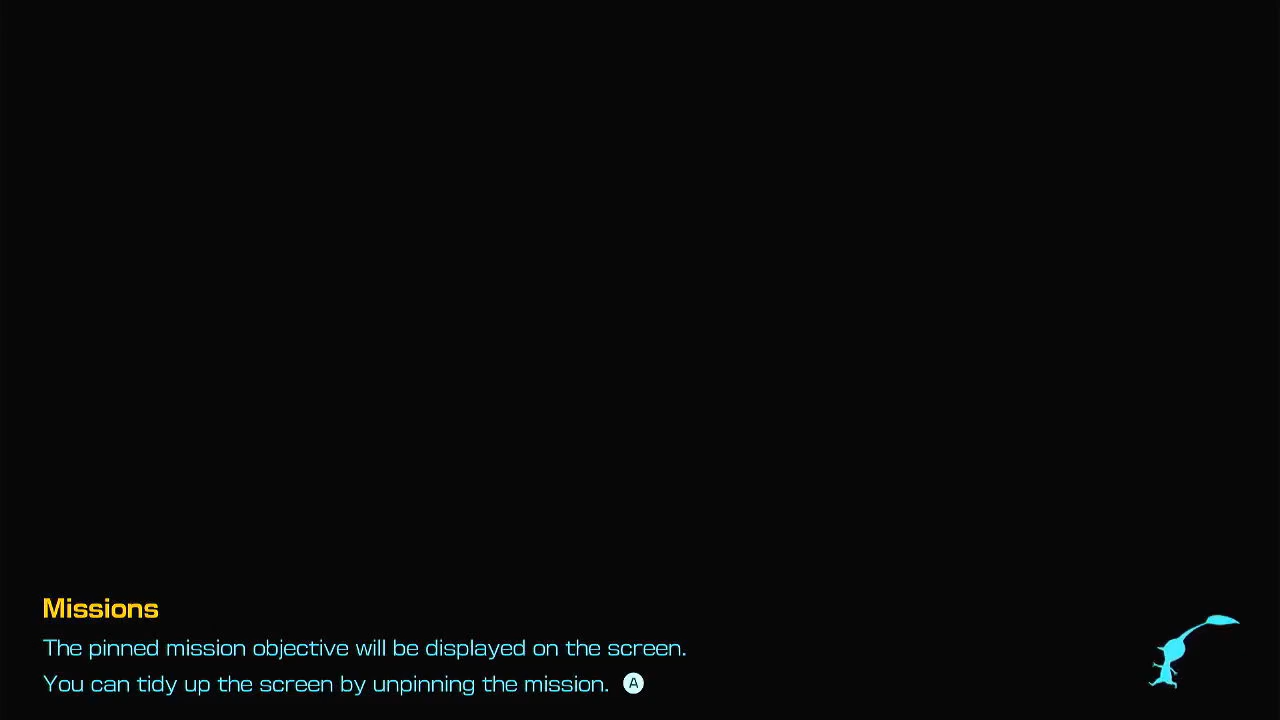 Missions
The pinned mission objective will be displayed on the screen.
You can tidy up the screen by unpinning the mission. A